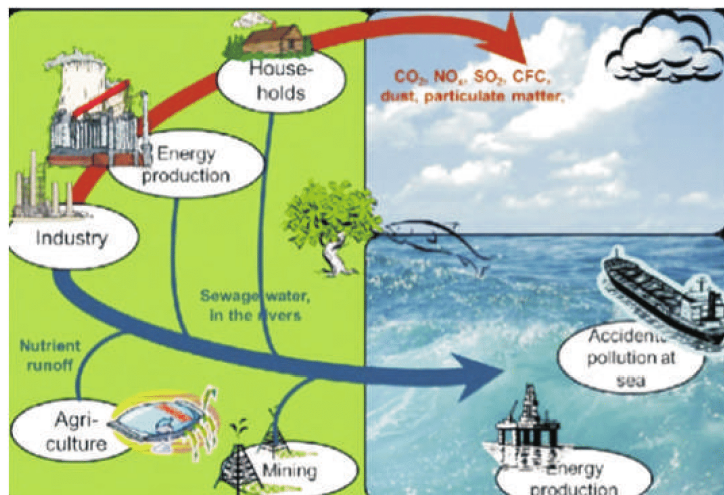 House-
holds
CO₂, NOₓ, SO₂, CFC,
dust, particulate matter,
Energy
production
Industry
Sewage water,
in the rivers
Nutrient
runoff
Agri-
culture
Mining
pollution at
sea
Energy
production